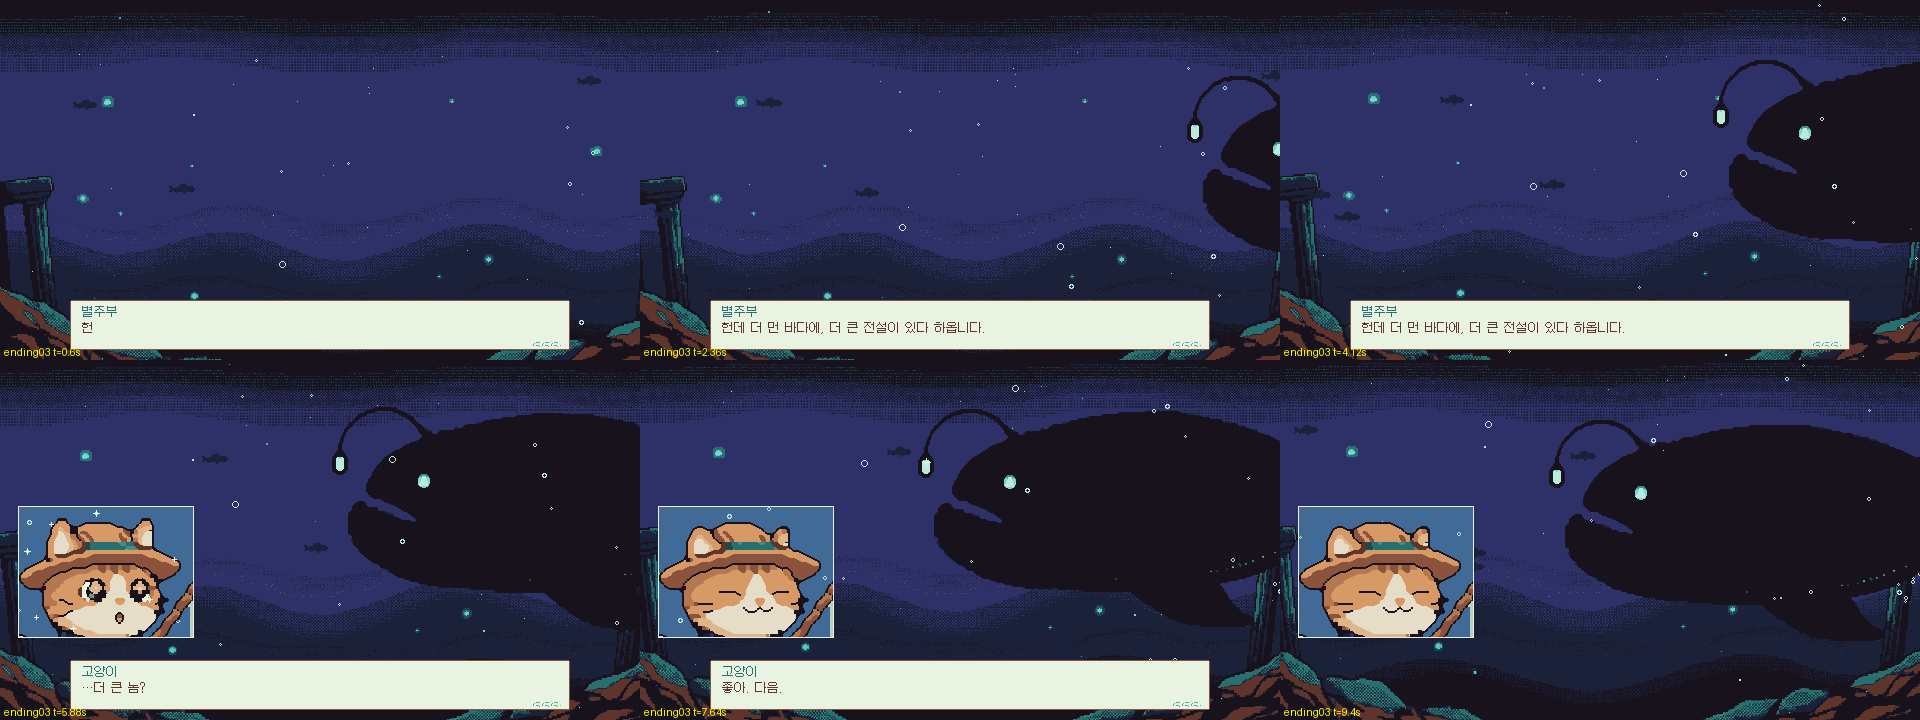 별주부
헌
ending03 t=0.6s
별주부
헌데 더 먼 바다에, 더 큰 전설이 있다 하옵니다.
ending03 t=2.36s
별주부
헌데 더 먼 바다에, 더 큰 전설이 있다 하옵니다.
ending03 t=4.12s
고양이
…더 큰 놈?
ending03 t=5.88s
고양이
좋아. 다음.
ending03 t=7.64s
ending03 t=9.4s